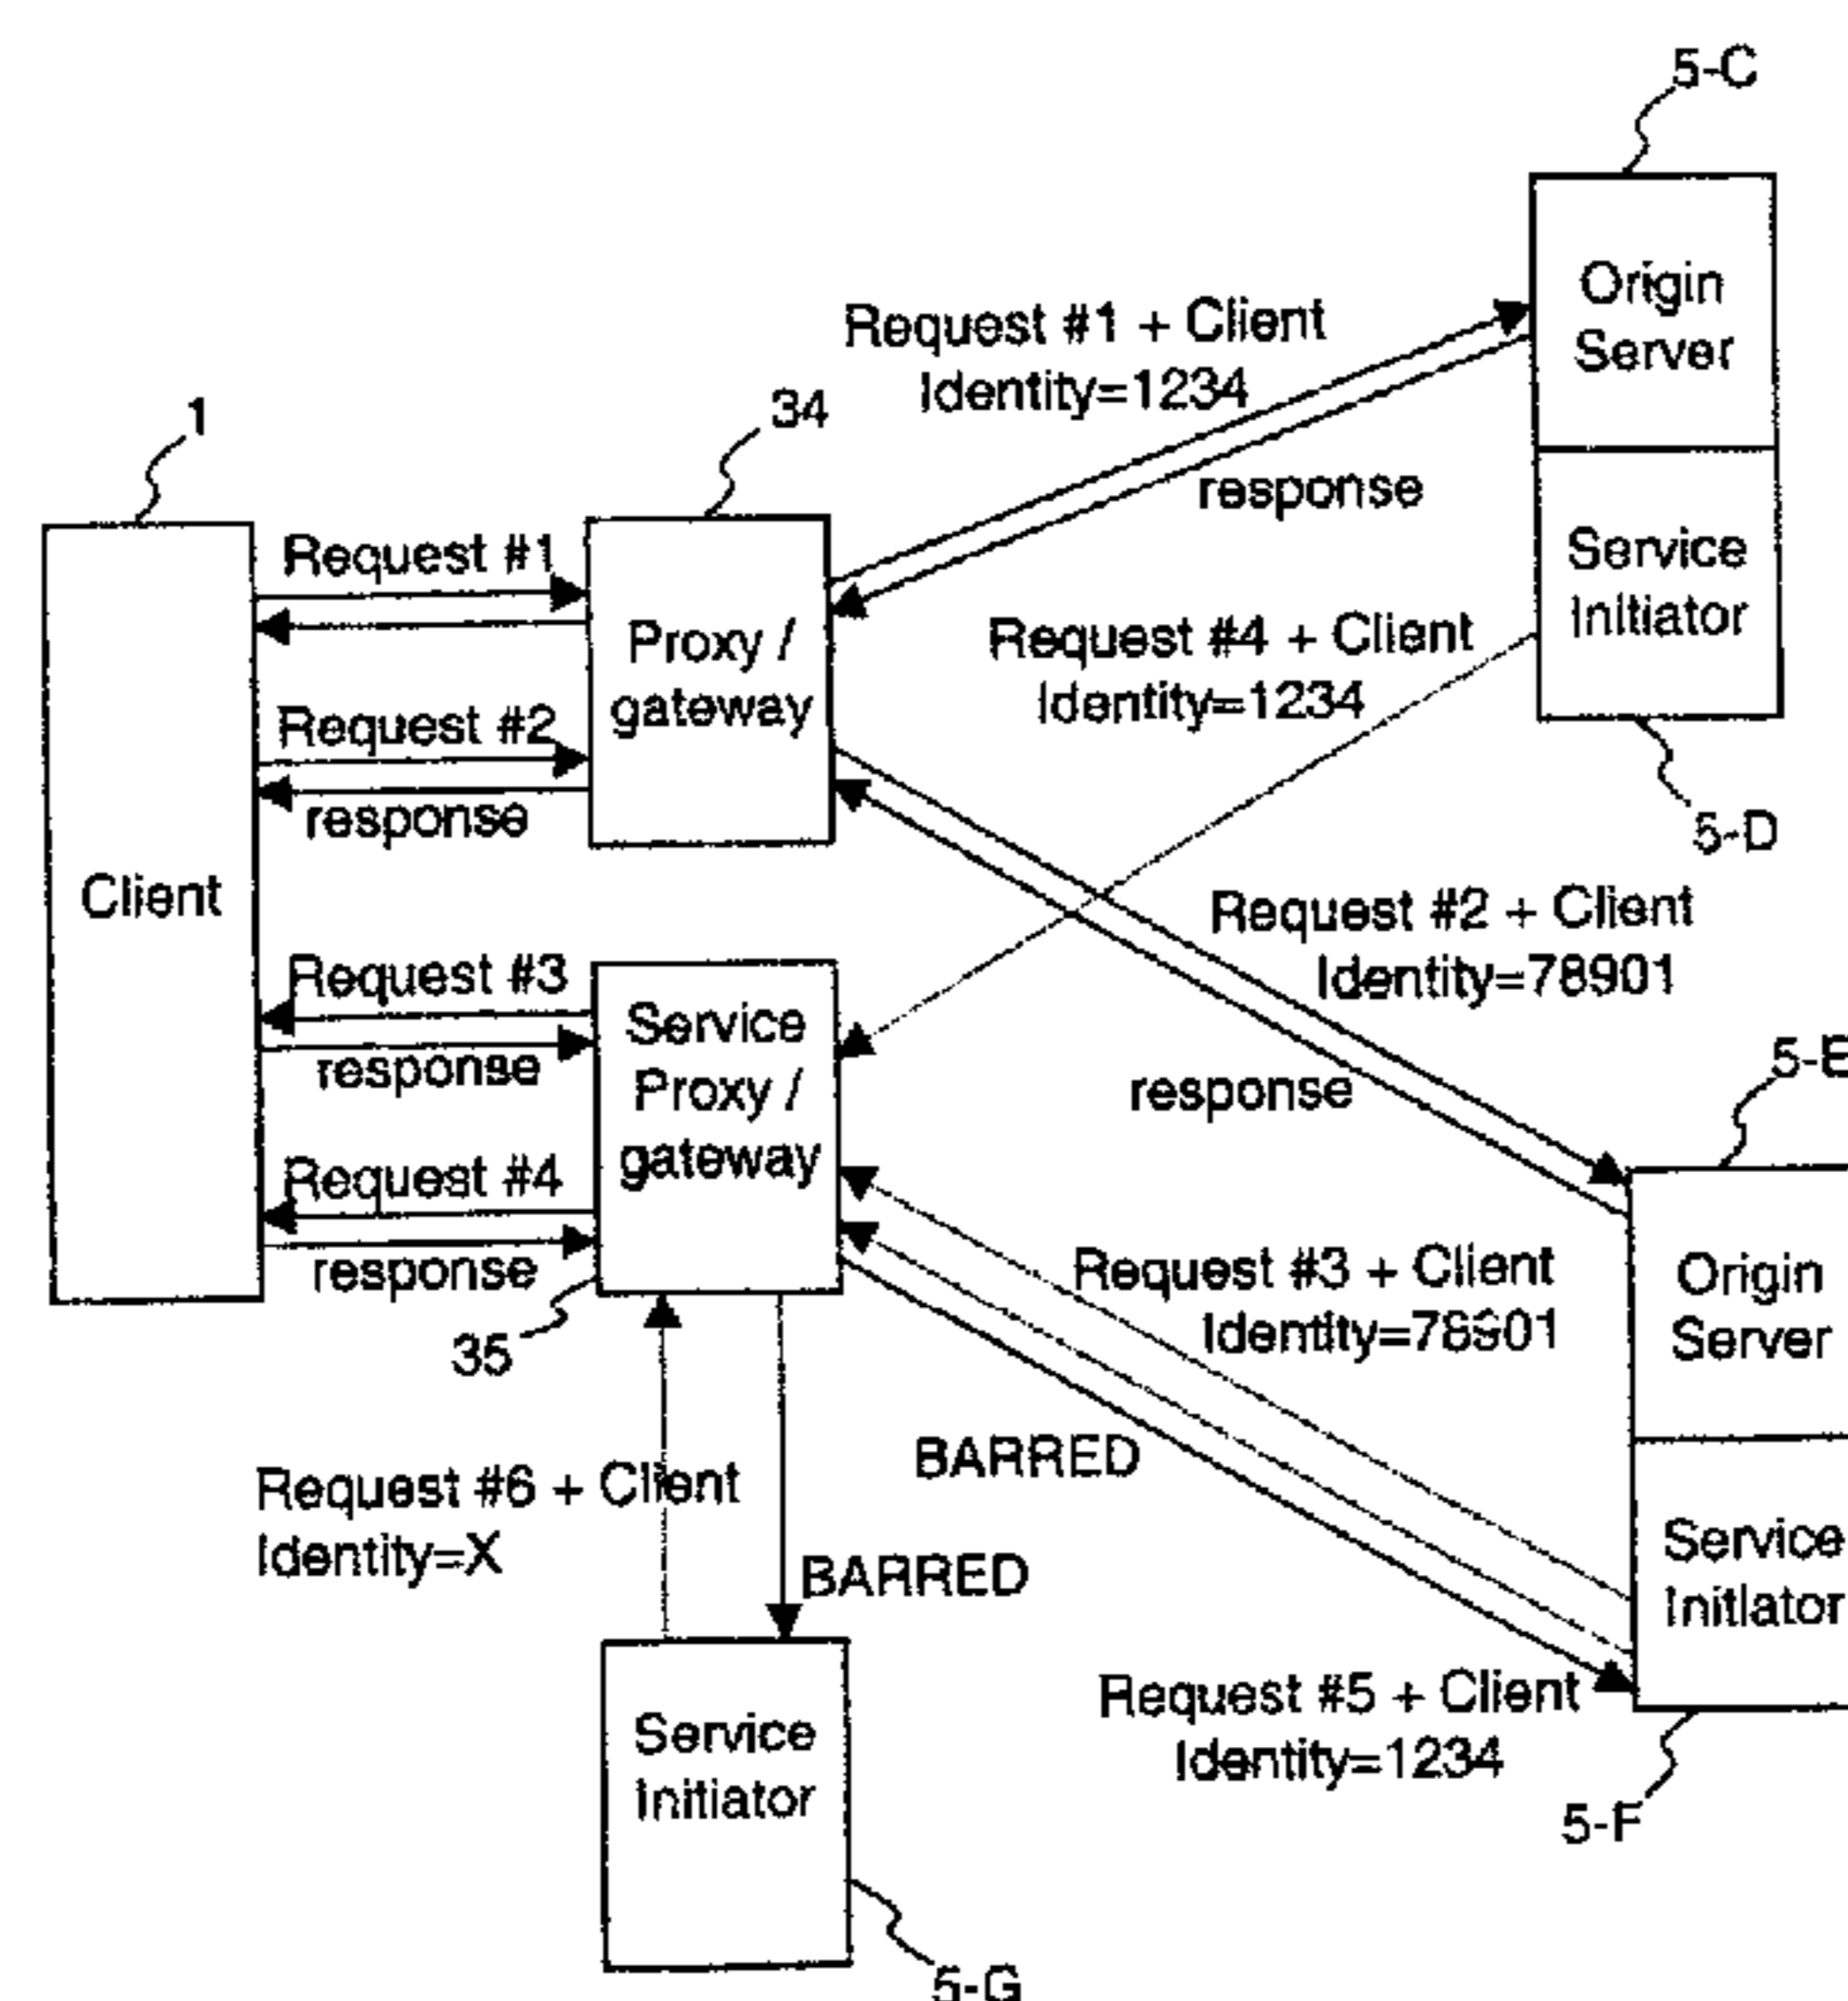 5-C
Origin
Server
Request #1 + Client
Identity=1234
1
34
response
Service
Initiator
Request #1
Proxy /
gateway
Request #4 + Client
Identity=1234
Request #2
response
5-D
Client
Request #2 + Client
Identity=78901
Request #3
Service
Proxy /
gateway
response
response
5-E
Request #4
response
Request #3 + Client
Identity=78901
Origin
Server
35
BARRED
Request #6 + Client
Identity=X
BARRED
Service
Initiator
Request #5 + Client
Identity=1234
Service
Initiator
5-F
5-G